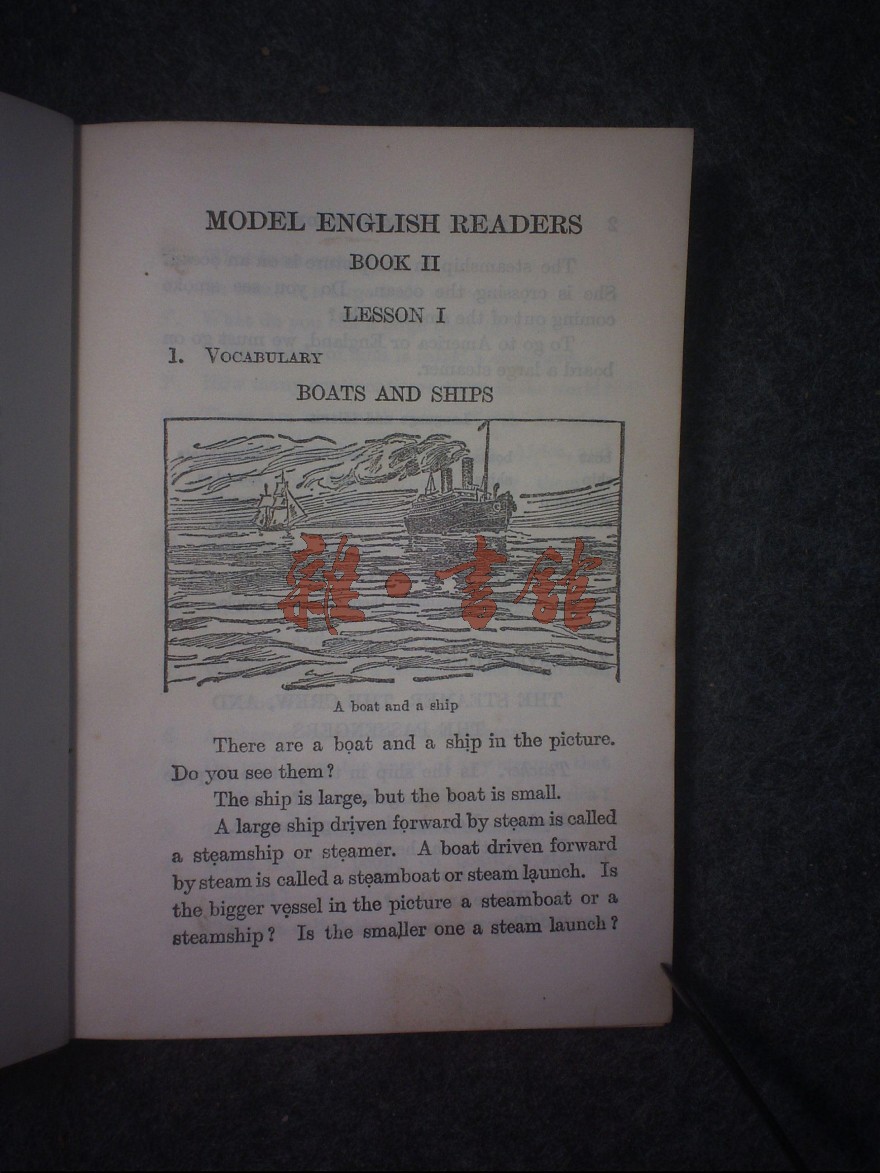 MODEL ENGLISH READERS
BOOK II
LESSON I
1. VOCABULARY
BOATS AND SHIPS
雜·書館
A boat and a ship
There are a boat and a ship in the picture.
Do you see them?
The ship is large, but the boat is small.
A large ship driven forward by steam is called
a steamship or steamer. A boat driven forward
by steam is called a steamboat or steam launch. Is
the bigger vessel in the picture a steamboat or a
steamship? Is the smaller one a steam launch?